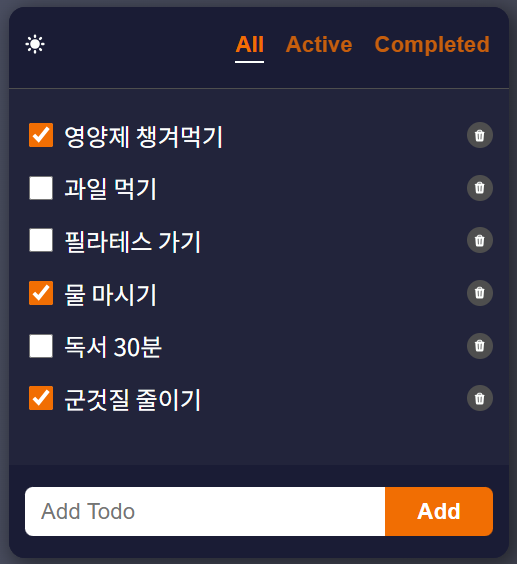 All Active Completed
영양제 챙겨먹기
과일 먹기
필라테스 가기
물 마시기
독서 30분
군것질 줄이기
Add Todo Add